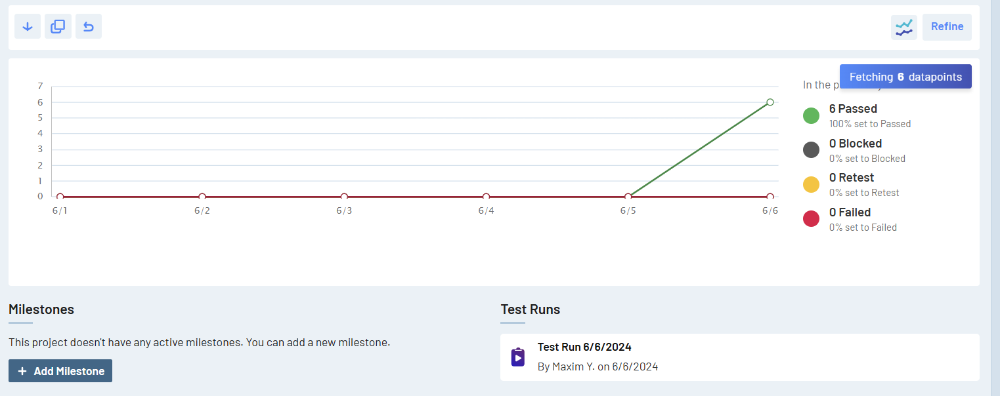 Refine
Fetching 6 datapoints
In the p
7
6
5
4
3
2
1
0
6/1
6/2
6/3
6/4
6/5
6/6
6 Passed
100% set to Passed
0 Blocked
0% set to Blocked
0 Retest
0% set to Retest
0 Failed
0% set to Failed
Milestones
This project doesn't have any active milestones. You can add a new milestone.
+ Add Milestone
Test Runs
Test Run 6/6/2024
By Maxim Y. on 6/6/2024